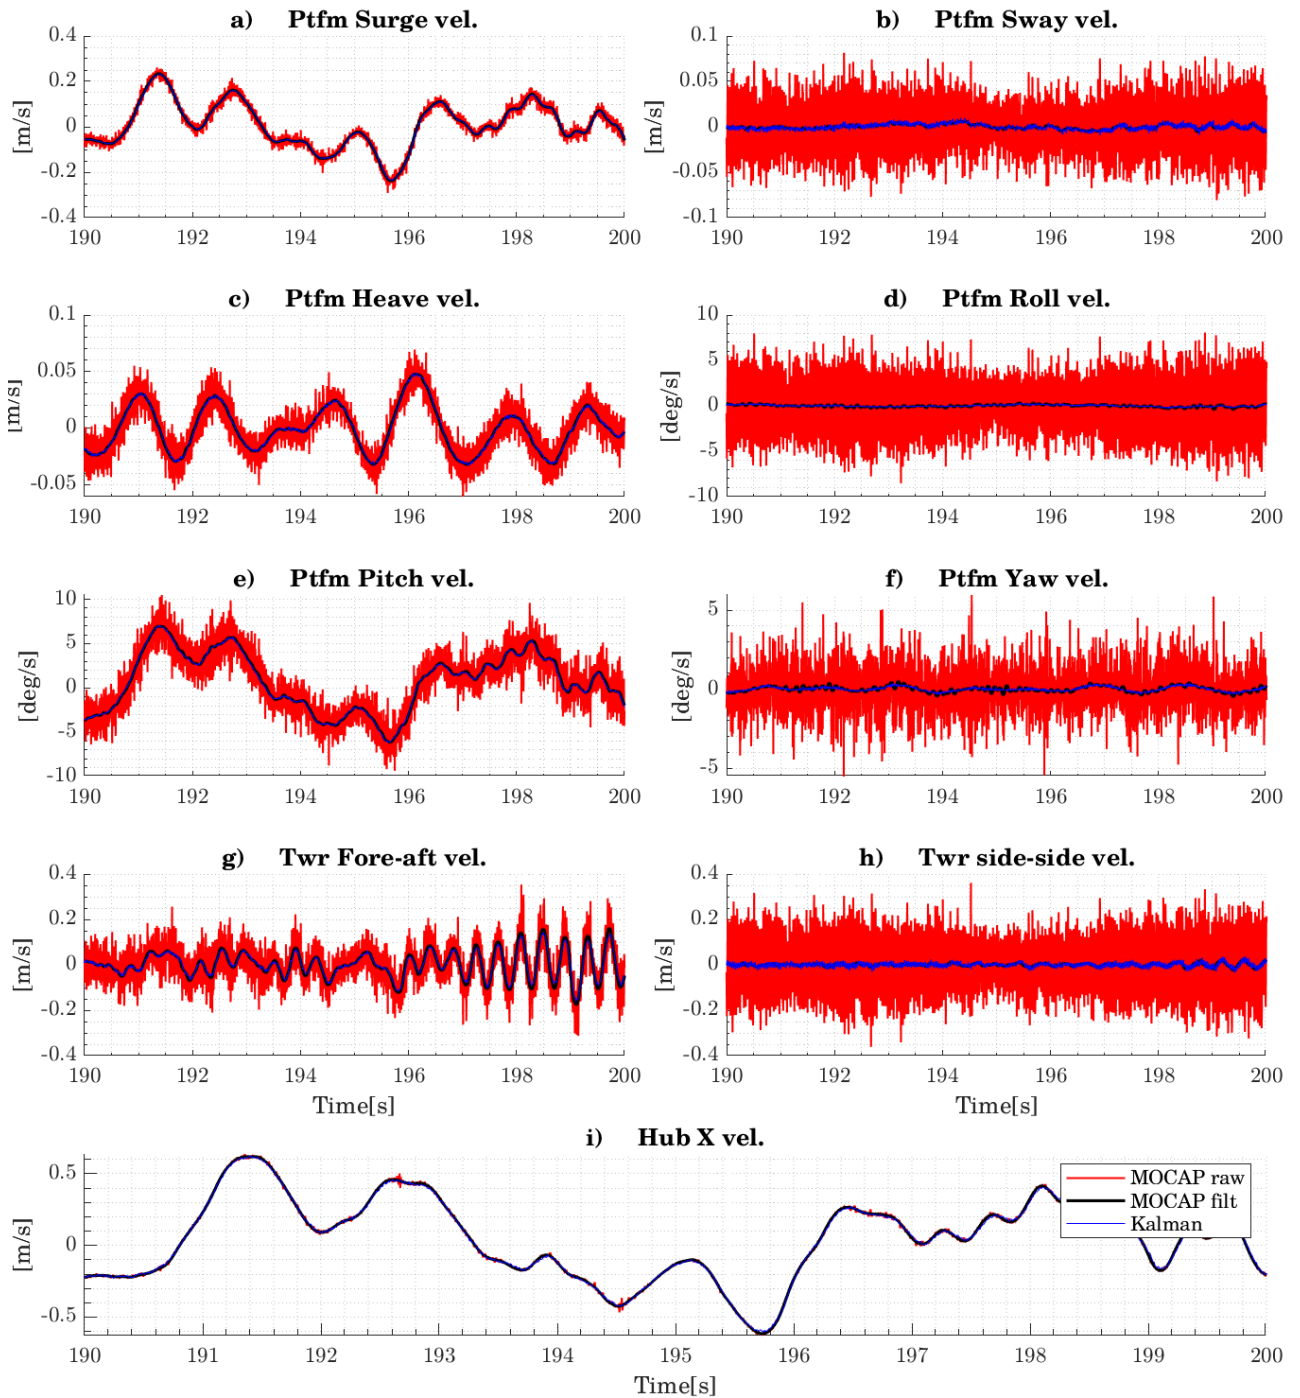 a) Ptfm Surge vel.
[m/s]
0.4
0.2
0
-0.2
-0.4
190 192 194 196 198 200
b) Ptfm Sway vel.
[m/s]
0.1
0.05
0
-0.05
-0.1
190 192 194 196 198 200
c) Ptfm Heave vel.
[m/s]
0.1
0.05
0
-0.05
190 192 194 196 198 200
d) Ptfm Roll vel.
[deg/s]
10
5
0
-5
-10
190 192 194 196 198 200
e) Ptfm Pitch vel.
[deg/s]
10
5
0
-5
-10
190 192 194 196 198 200
f) Ptfm Yaw vel.
[deg/s]
5
0
-5
190 192 194 196 198 200
g) Twr Fore-aft vel.
[m/s]
0.4
0.2
0
-0.2
-0.4
190 192 194 196 198 200
Time[s]
h) Twr side-side vel.
[m/s]
0.4
0.2
0
-0.2
-0.4
190 192 194 196 198 200
Time[s]
i) Hub X vel.
[m/s]
0.5
0
-0.5
MOCAP raw
MOCAP filt
Kalman
190 191 192 193 194 195 196 197 198 199 200
Time[s]